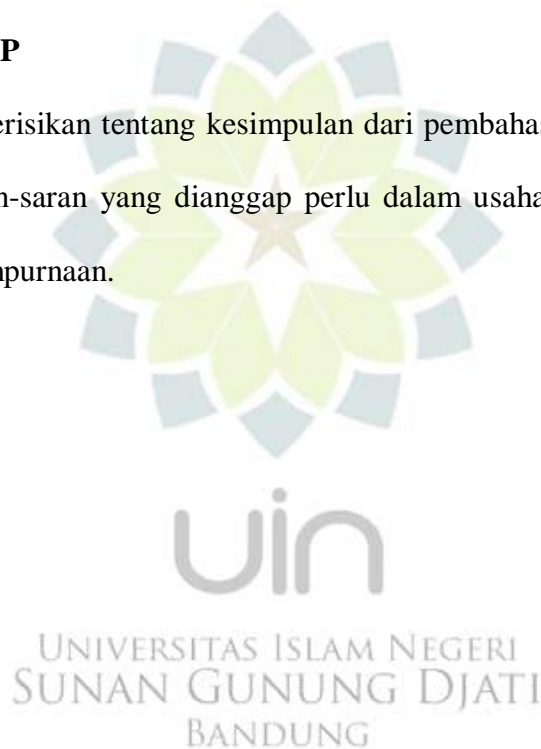 P
erisikan tentang kesimpulan dari pembahas
n-saran yang dianggap perlu dalam usaha
npurnaan.
uin
UNIVERSITAS ISLAM NEGERI
SUNAN GUNUNG DJATI
BANDUNG